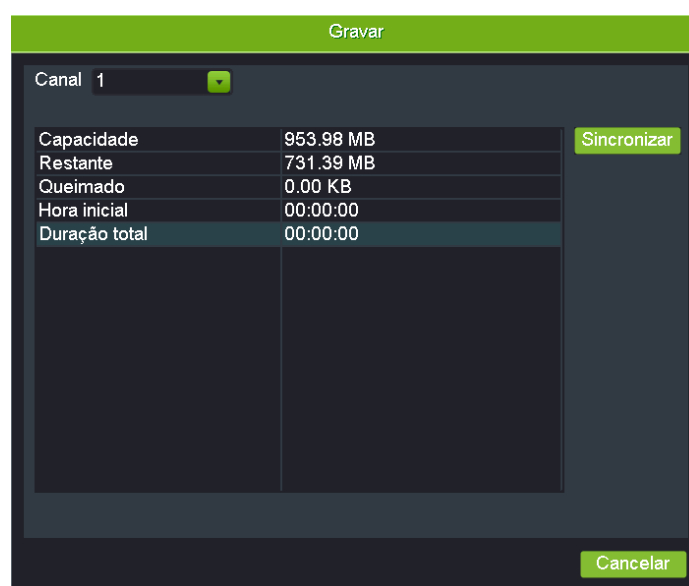 Gravar
Canal 1
Capacidade 953.98 MB Sincronizar
Restante 731.39 MB
Queimado 0.00 KB
Hora inicial 00:00:00
Duração total 00:00:00
Cancelar